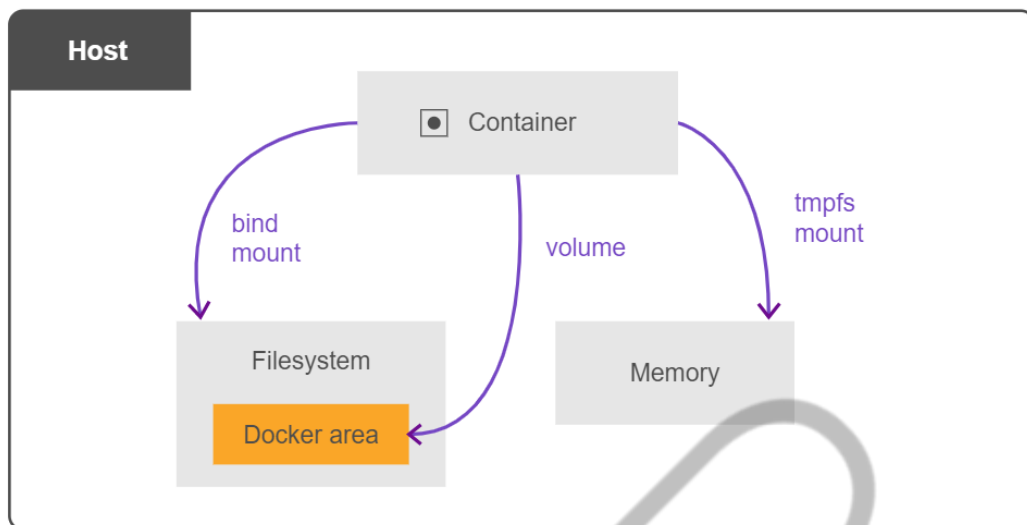 Host
Container
bind
mount
volume
tmpfs
mount
Filesystem
Docker area
Memory